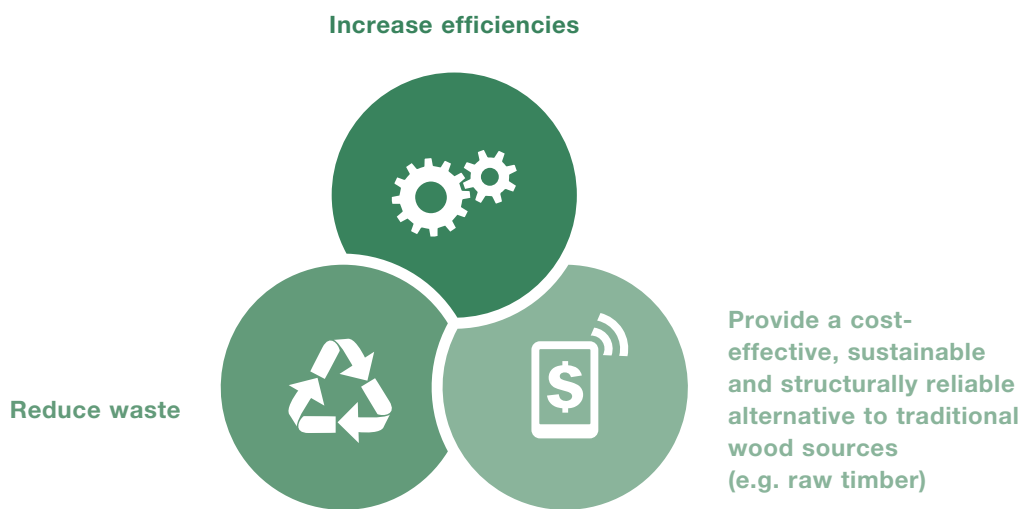 Increase efficiencies
Reduce waste
Provide a cost-
effective, sustainable
and structurally reliable
alternative to traditional
wood sources
(e.g. raw timber)
$